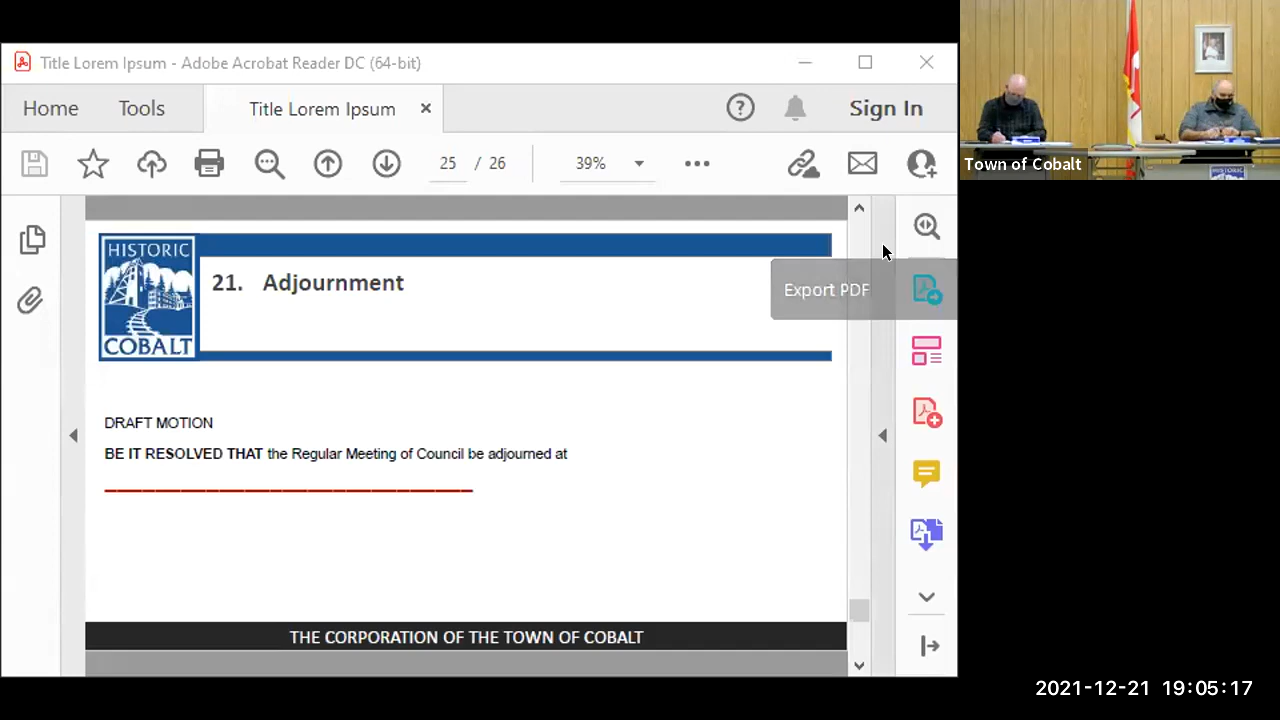 Title Lorem Ipsum - Adobe Acrobat Reader DC (64-bit)
Home Tools Title Lorem Ipsum Sign In
25 / 26 39%
HISTORIC
COBALT
21. Adjournment
Export PDF
DRAFT MOTION
BE IT RESOLVED THAT the Regular Meeting of Council be adjourned at
THE CORPORATION OF THE TOWN OF COBALT
Town of Cobalt
HISTORIC
2021-12-21 19:05:17